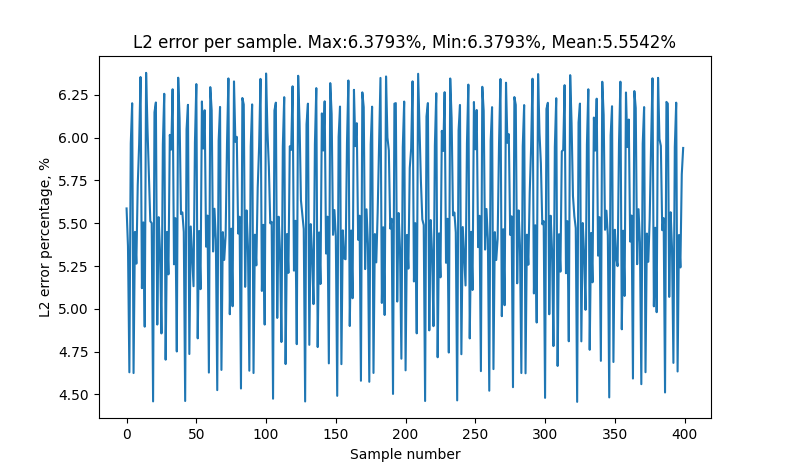 L2 error per sample. Max:6.3793%, Min:6.3793%, Mean:5.5542%
L2 error percentage, %
6.25
6.00
5.75
5.50
5.25
5.00
4.75
4.50
0 50 100 150 200 250 300 350 400
Sample number